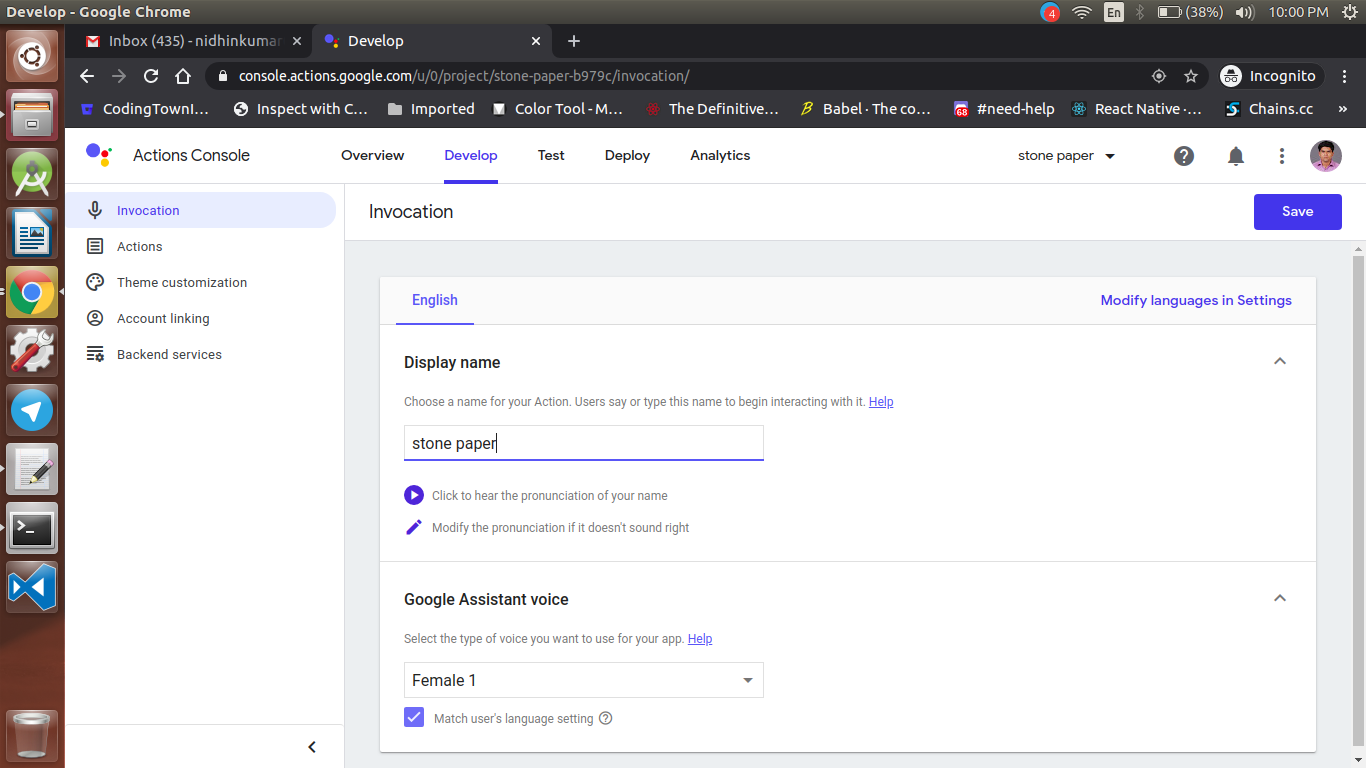 Develop - Google Chrome
4
En
(38%)
10:00 PM
Inbox (435) - nidhinkumar
Develop
console.actions.google.com/u/0/project/stone-paper-b979c/invocation/
Incognito
CodingTownI...
Inspect with C...
Imported
Color Tool - M...
The Definitive...
Babel · The co...
68
#need-help
React Native ·...
Chains.cc
»
Actions Console
Overview
Develop
Test
Deploy
Analytics
stone paper
Invocation
Actions
Theme customization
Account linking
Backend services
Invocation
Save
English
Modify languages in Settings
Display name
Choose a name for your Action. Users say or type this name to begin interacting with it. Help
stone paper
Click to hear the pronunciation of your name
Modify the pronunciation if it doesn't sound right
Google Assistant voice
Select the type of voice you want to use for your app. Help
Female 1
Match user's language setting